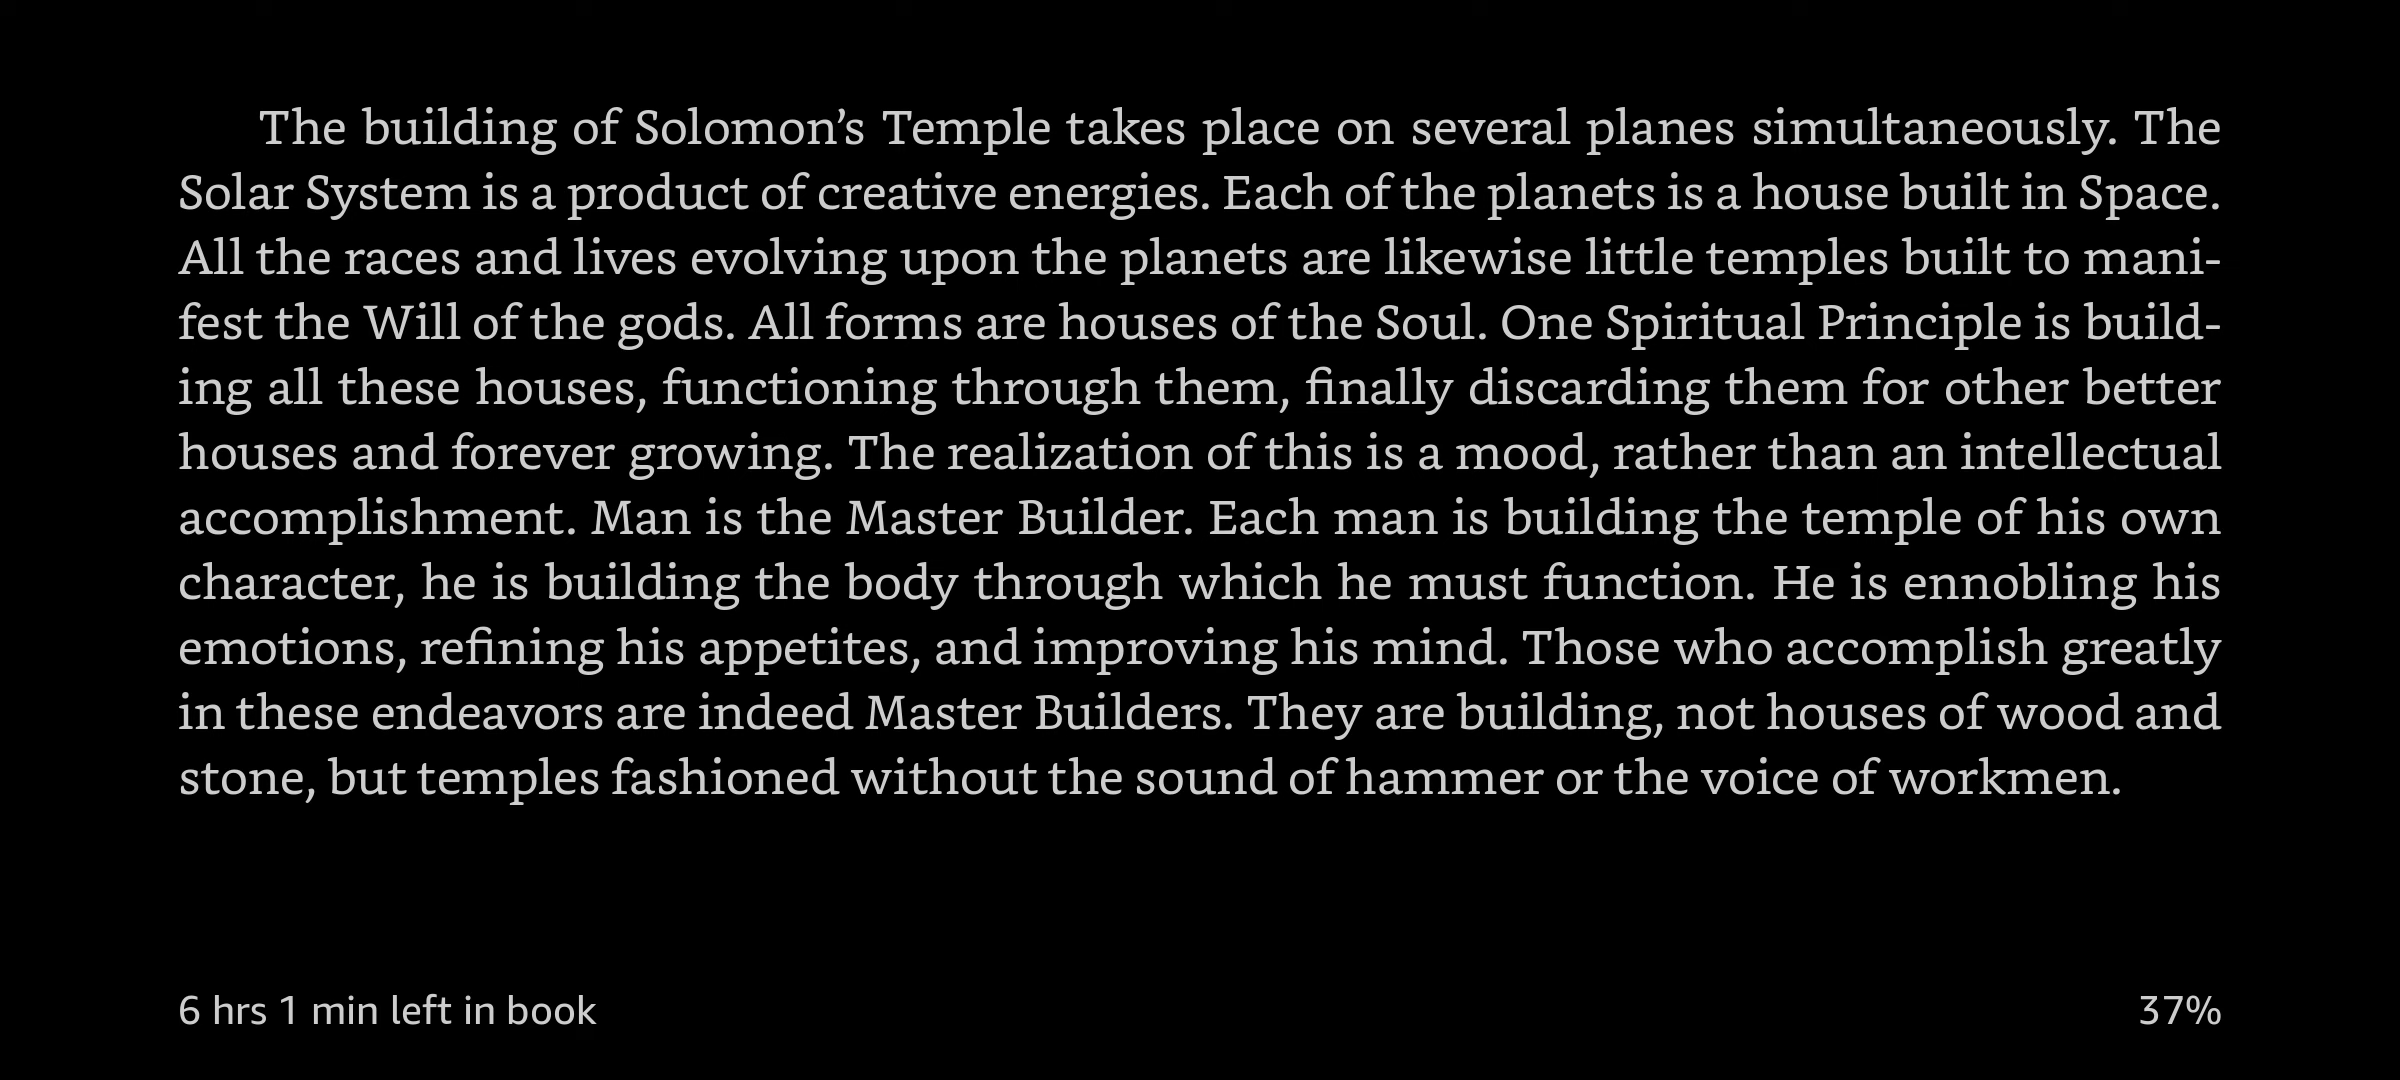 The building of Solomon’s Temple takes place on several planes simultaneously. The
Solar System is a product of creative energies. Each of the planets is a house built in Space.
All the races and lives evolving upon the planets are likewise little temples built to mani-
fest the Will of the gods. All forms are houses of the Soul. One Spiritual Principle is build-
ing all these houses, functioning through them, finally discarding them for other better
houses and forever growing. The realization of this is a mood, rather than an intellectual
accomplishment. Man is the Master Builder. Each man is building the temple of his own
character, he is building the body through which he must function. He is ennobling his
emotions, refining his appetites, and improving his mind. Those who accomplish greatly
in these endeavors are indeed Master Builders. They are building, not houses of wood and
stone, but temples fashioned without the sound of hammer or the voice of workmen.
6 hrs 1 min left in book
37%